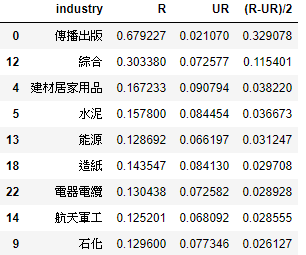 industry R UR (R-UR)/2
0 傳播出版 0.679227 0.021070 0.329078
12 綜合 0.303380 0.072577 0.115401
4 建材居家用品 0.167233 0.090794 0.038220
5 水泥 0.157800 0.084454 0.036673
13 能源 0.128692 0.066197 0.031247
18 造紙 0.143547 0.084130 0.029708
22 電器電纜 0.130438 0.072582 0.028928
14 航天軍工 0.125201 0.068092 0.028555
9 石化 0.129600 0.077346 0.026127